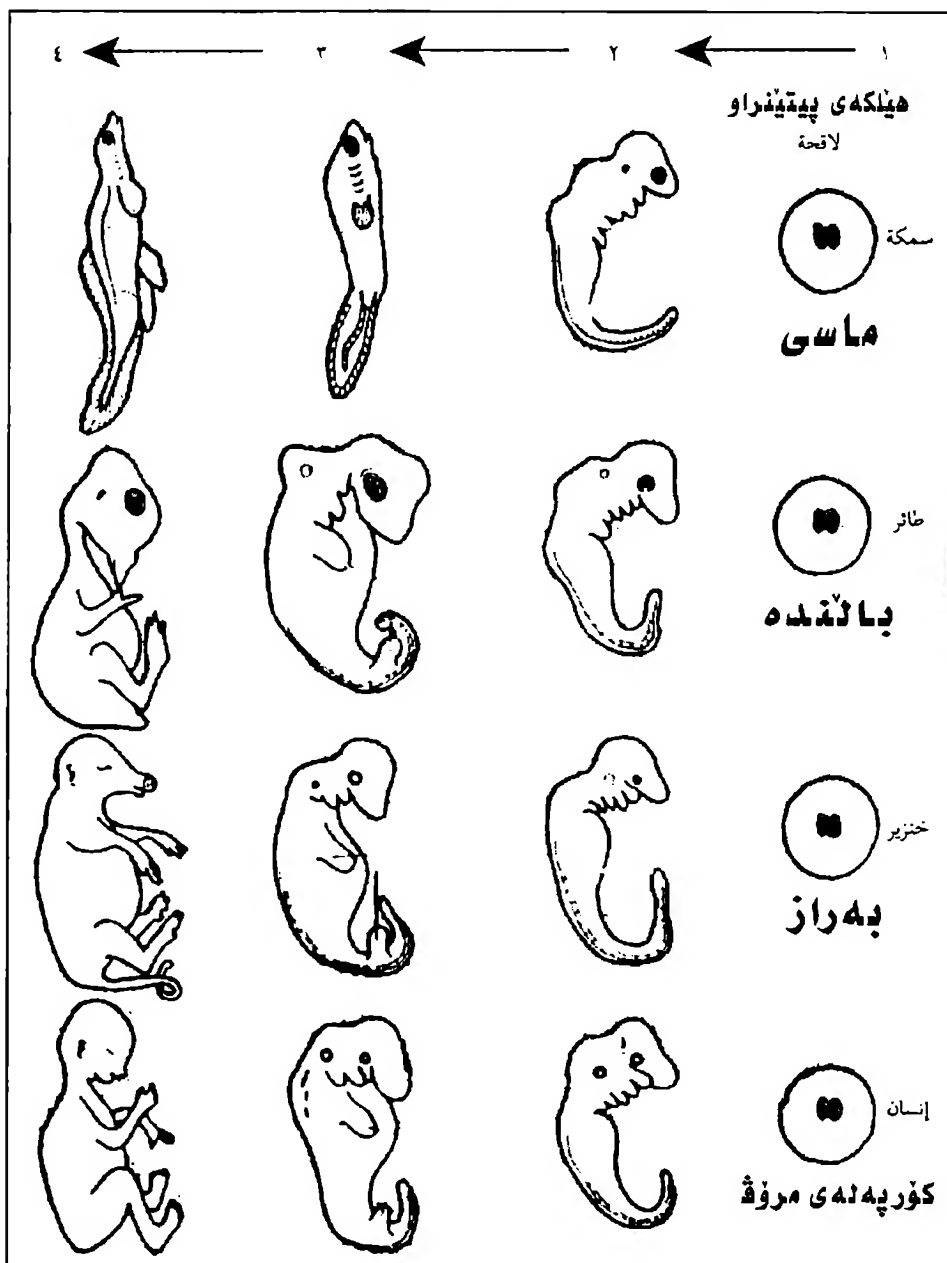 ١ ٢ ٣ ٤
هێلکەی پیتێنراو
لاقحة
سمكة
ماسی
طائر
باڵندە
خنزير
بەراز
إنسان
کۆرپەلەی مرۆڤ